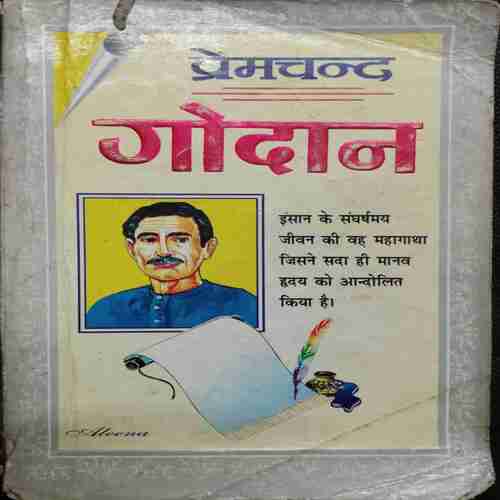 प्रेमचन्द
गोदान
इंसान के संघर्षमय
जीवन की वह महागाथा
जिसने सदा ही मानव
हृदय को आन्दोलित
किया है।
Aleena